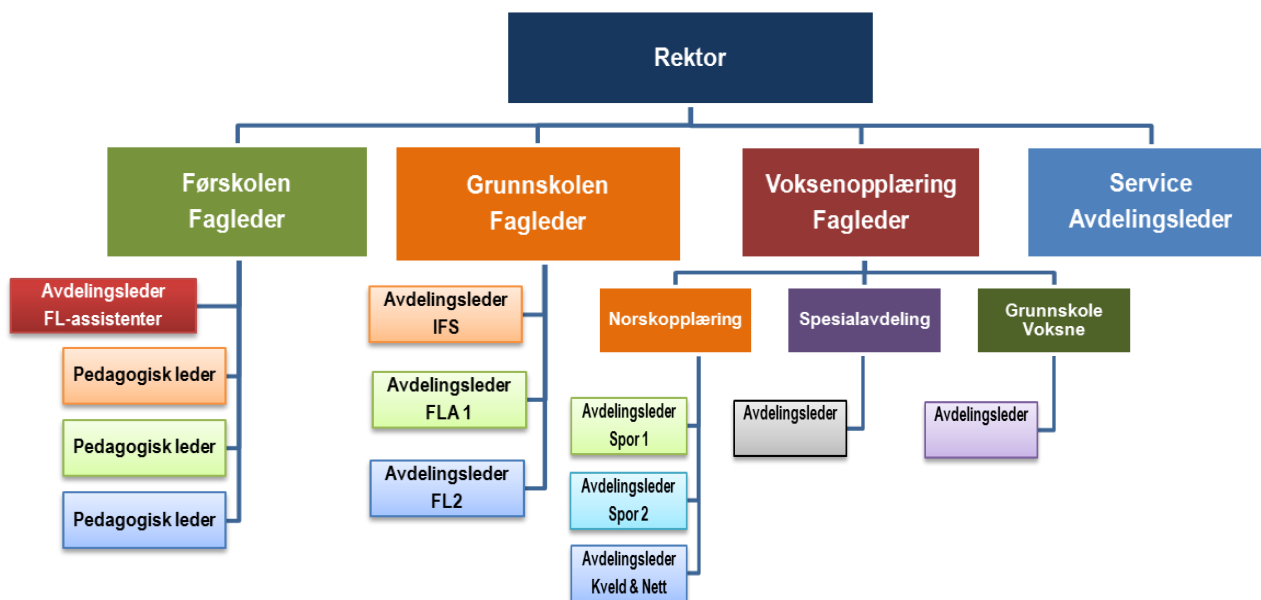 Rektor
Førskolen
Fagleder
Grunnskolen
Fagleder
Voksenopplæring
Fagleder
Service
Avdelingsleder
Avdelingsleder
FL-assistenter
Pedagogisk leder
Pedagogisk leder
Pedagogisk leder
Avdelingsleder
IFS
Avdelingsleder
FLA 1
Avdelingsleder
FL2
Norskopplæring
Spesialavdeling
Grunnskole
Voksne
Avdelingsleder
Spor 1
Avdelingsleder
Spor 2
Avdelingsleder
Kveld & Nett
Avdelingsleder
Avdelingsleder